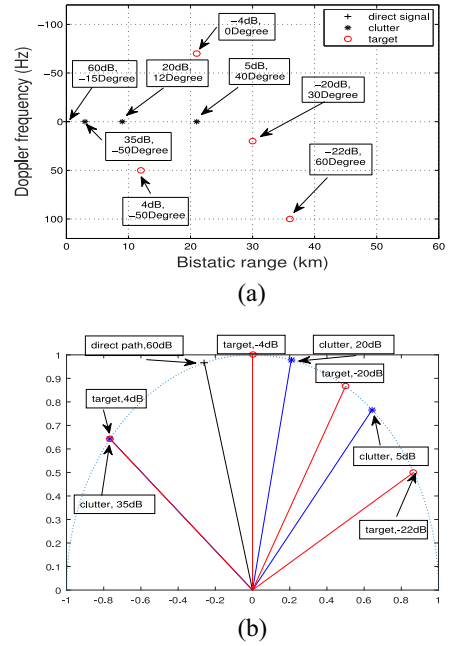 −4dB,
0Degree
+ direct signal
* clutter
o target
−100
60dB,
−15Degree
20dB
12Degree
5dB
40Degree
−50
−20dB
30Degree
Doppler frequency (Hz)
0
35dB
−50Degree
−22dB,
60Degree
50
4dB,
−50Degree
100
0 10 20 30 40 50 60
Bistatic range (km)
(a)
direct path,60dB
target,-4dB
clutter, 20dB
1
target,-20dB
0.9
0.8
target,4dB
0.7
0.6
clutter, 5dB
0.5
0.4
clutter, 35dB
target,-22dB
0.3
0.2
0.1
0
-1 -0.8 -0.6 -0.4 -0.2 0 0.2 0.4 0.6 0.8 1
(b)